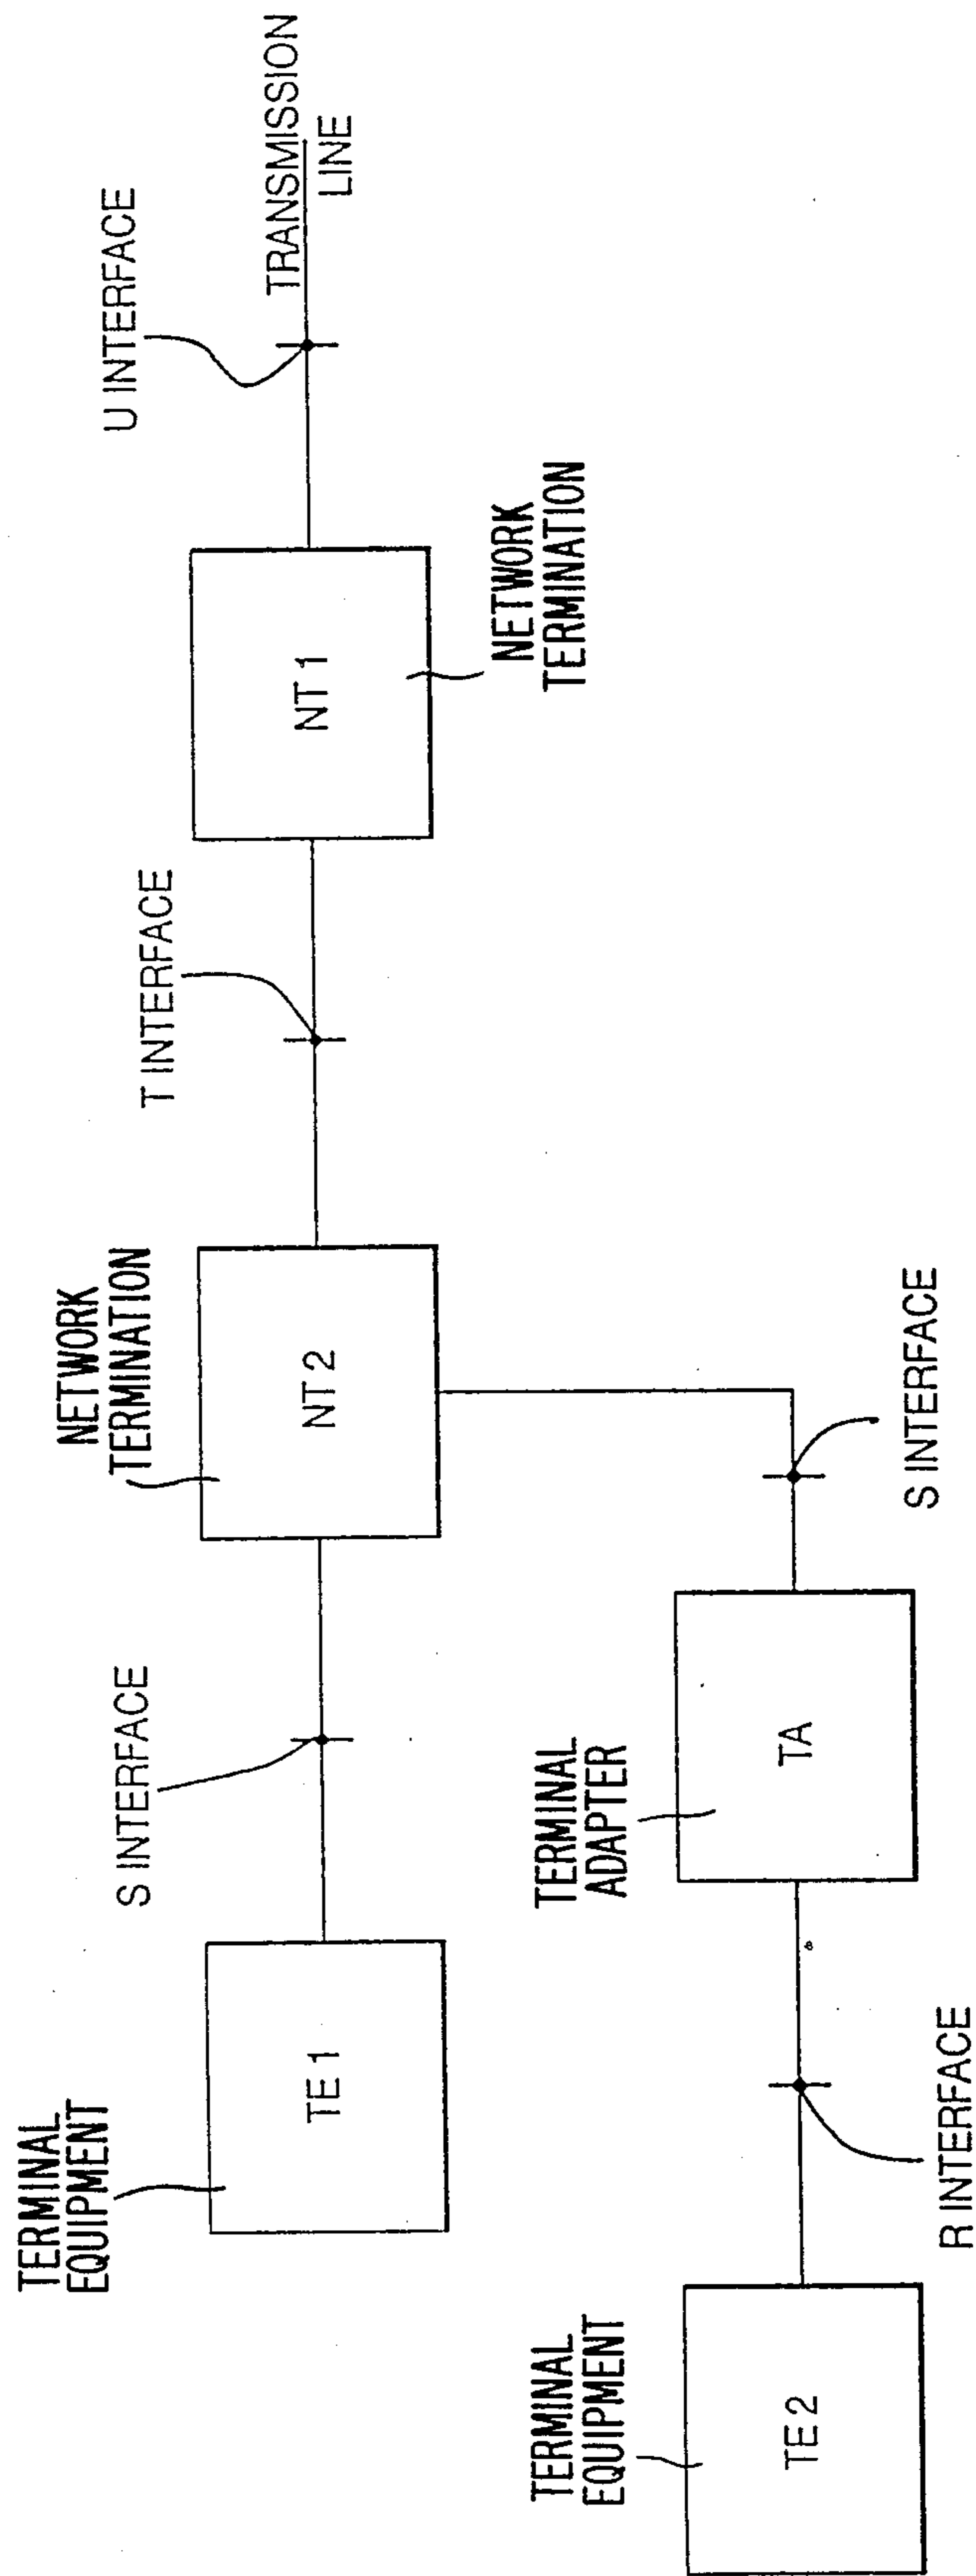 TERMINAL
EQUIPMENT
TE 1
S INTERFACE
NETWORK
TERMINATION
NT 2
T INTERFACE
NT 1
NETWORK
TERMINATION
U INTERFACE
TRANSMISSION
LINE
TERMINAL
EQUIPMENT
TE 2
R INTERFACE
TERMINAL
ADAPTER
TA
S INTERFACE